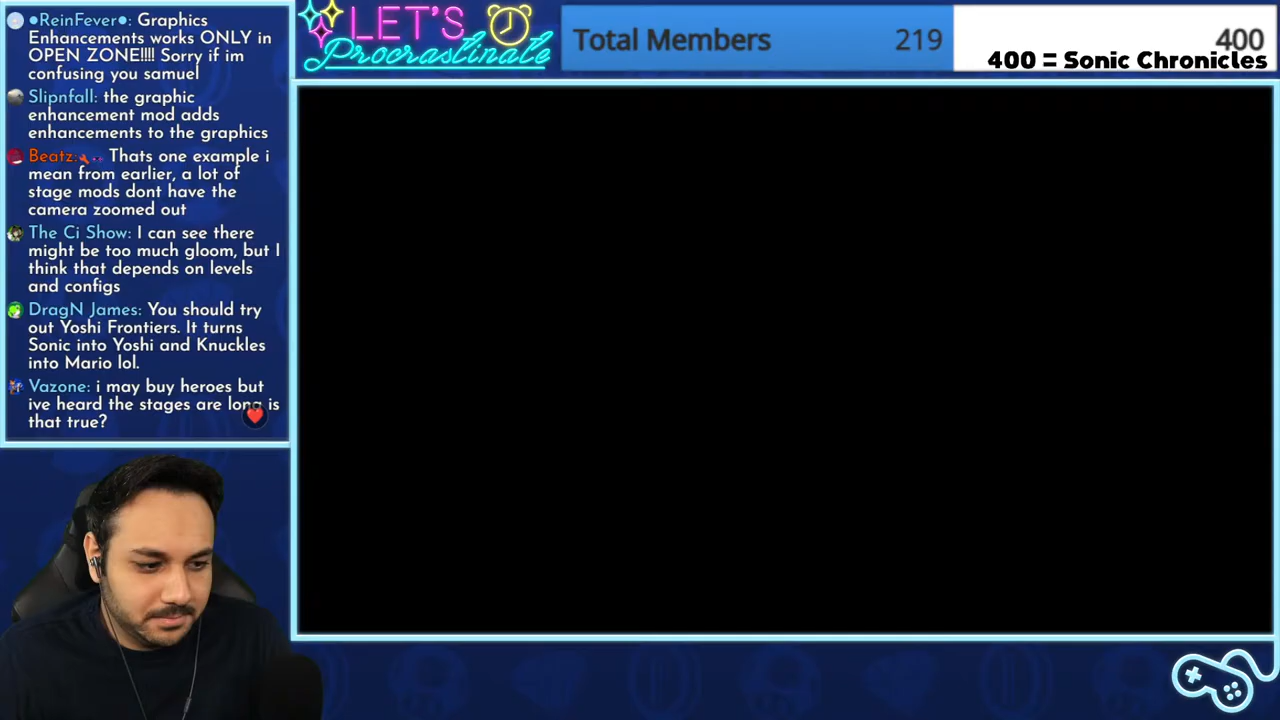 ●ReinFever●: Graphics
Enhancements works ONLY in
OPEN ZONE!!!! Sorry if im
confusing you samuel
Slipnfall: the graphic
enhancement mod adds
enhancements to the graphics
Beatz: Thats one example i
mean from earlier, a lot of
stage mods dont have the
camera zoomed out
The Ci Show: I can see there
might be too much gloom, but I
think that depends on levels
and configs
DragN James: You should try
out Yoshi Frontiers. It turns
Sonic into Yoshi and Knuckles
into Mario lol.
Vazone: i may buy heroes but
ive heard the stages are long is
that true?
LET'S
Procrastinate
Total Members 219 400
400 = Sonic Chronicles